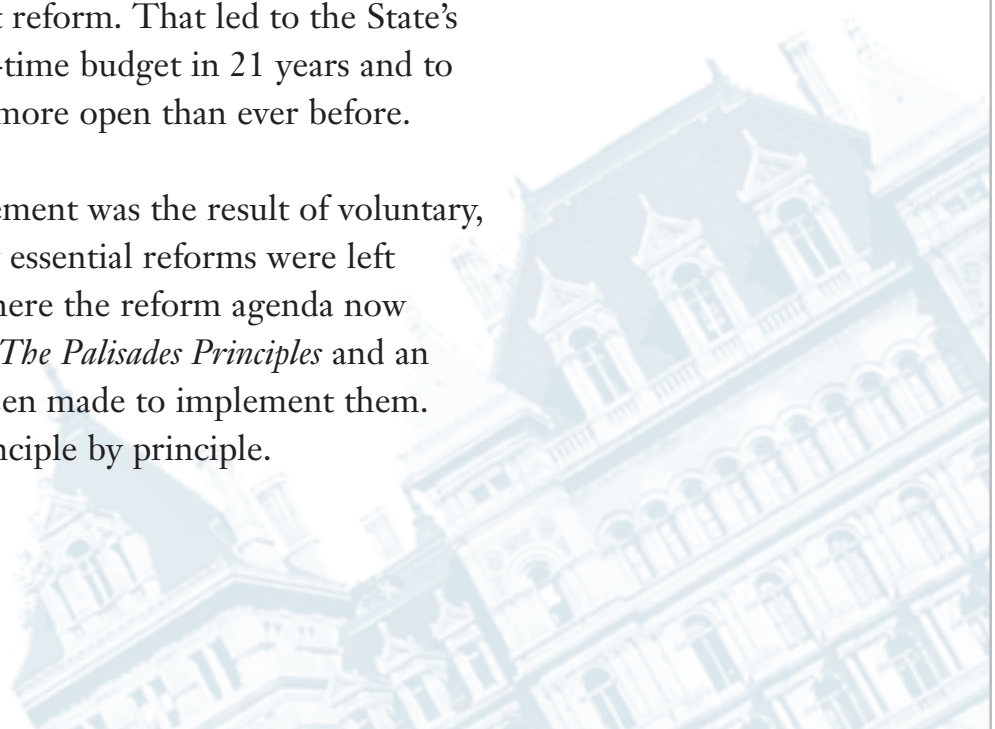 reform. That led to the State’s
-time budget in 21 years and to
more open than ever before.
ement was the result of voluntary,
essential reforms were left
here the reform agenda now
The Palisades Principles and an
een made to implement them.
nciple by principle.